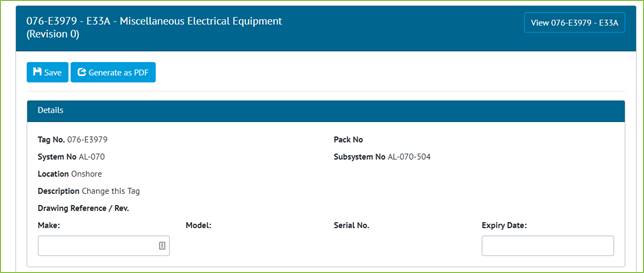 076-E3979 - E33A - Miscellaneous Electrical Equipment
(Revision 0)
View 076-E3979 - E33A
Save
Generate as PDF
Details
Tag No. 076-E3979
Pack No
System No AL-070
Subsystem No AL-070-504
Location Onshore
Description Change this Tag
Drawing Reference / Rev.
Make:
Model:
Serial No.
Expiry Date: